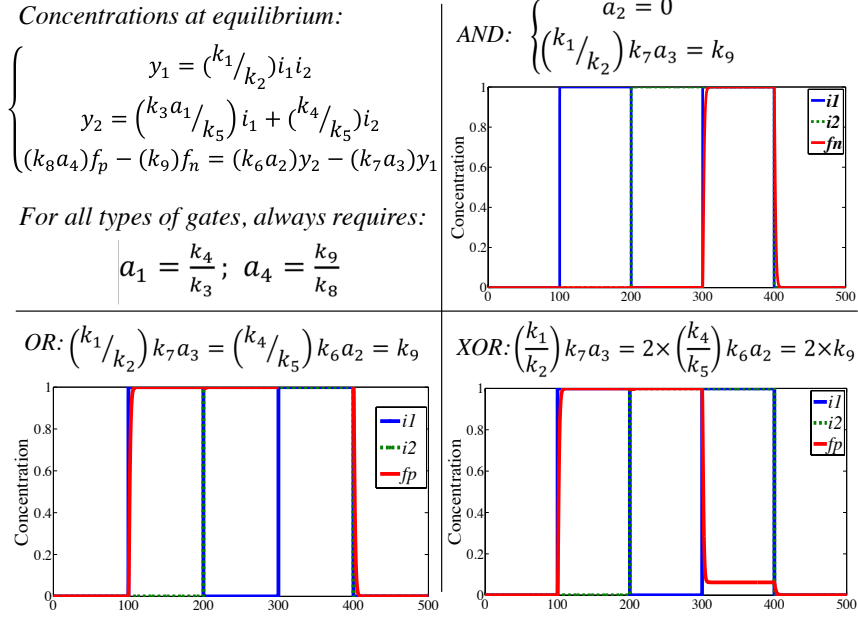 Concentrations at equilibrium:
y₁ = (k₁/k₂)i₁i₂
y₂ = (k₃a₁/k₅) i₁ + (k₄/k₅)i₂
(k₈a₄)fₚ − (k₉)fₙ = (k₆a₂)y₂ − (k₇a₃)y₁
For all types of gates, always requires:
a₁ = k₄/k₃ ; a₄ = k₉/k₈
AND: { a₂ = 0
(k₁/k₂) k₇a₃ = k₉
1
0.8
0.6
0.4
0.2
0
Concentration
0 100 200 300 400 500
i1
i2
fn
OR: (k₁/k₂) k₇a₃ = (k₄/k₅) k₆a₂ = k₉
1
0.8
0.6
0.4
0.2
0
Concentration
0 100 200 300 400 500
i1
i2
fp
XOR: (k₁/k₂) k₇a₃ = 2× (k₄/k₅) k₆a₂ = 2×k₉
1
0.8
0.6
0.4
0.2
0
Concentration
0 100 200 300 400 500
i1
i2
fp